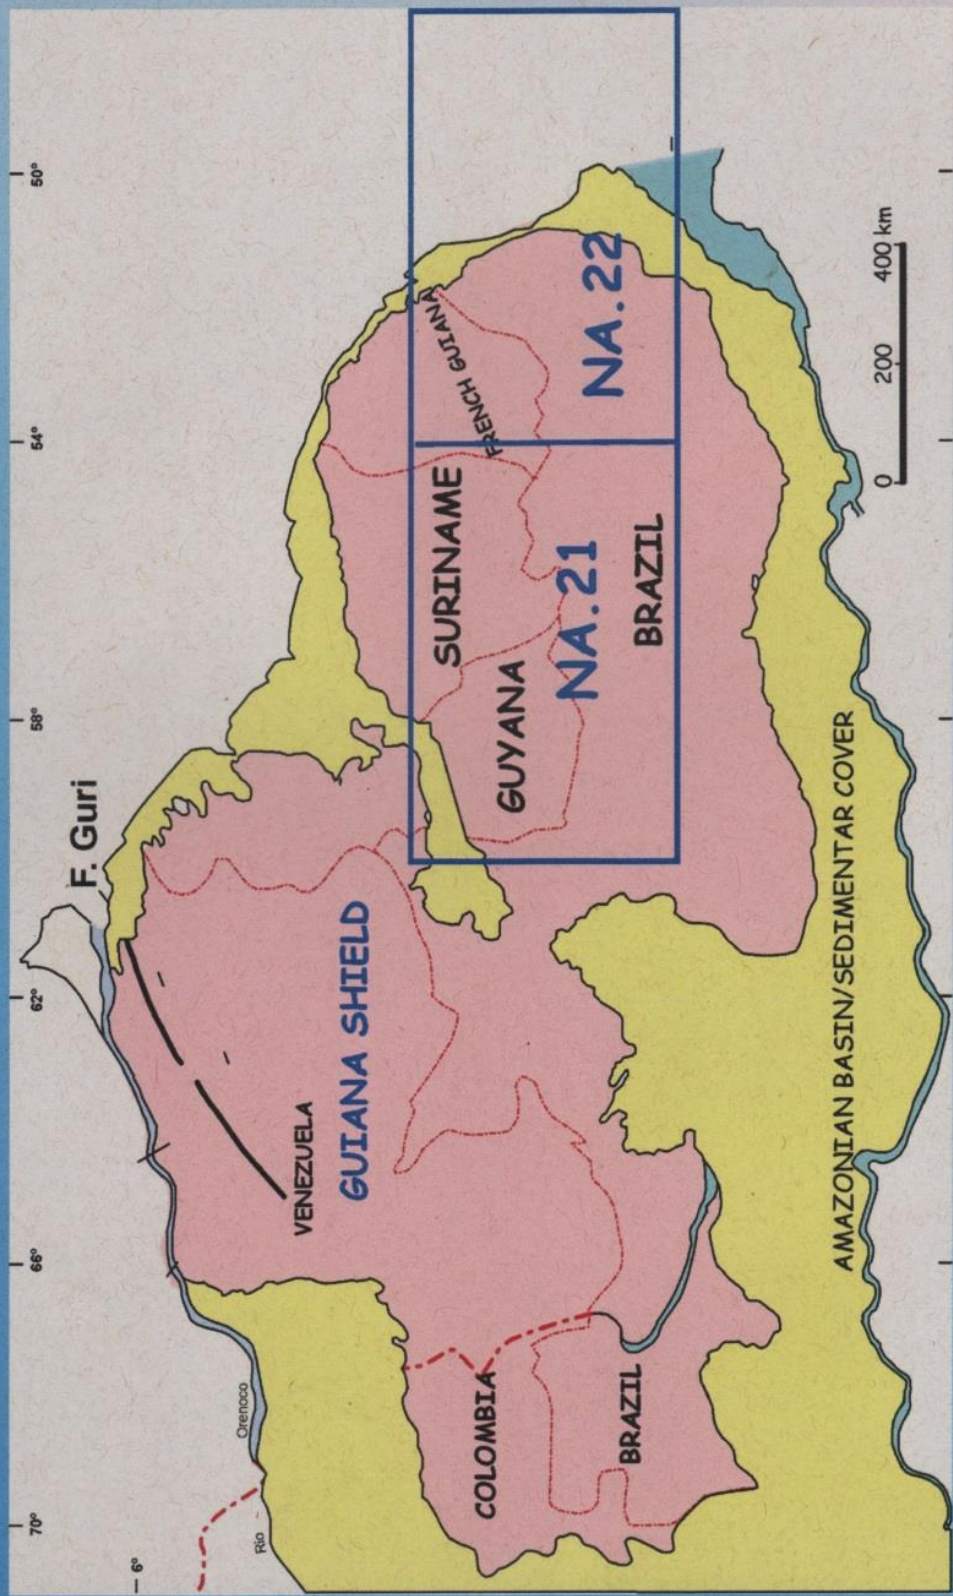 70°
66°
62°
58°
54°
50°
6°
F. Guri
Rio
Orenoco
VENEZUELA
GUIANA SHIELD
COLOMBIA
BRAZIL
SURINAME
FRENCH GUIANA
GUYANA
NA.21
NA.22
BRAZIL
AMAZONIAN BASIN/SEDIMENTAR COVER
0 200 400 km